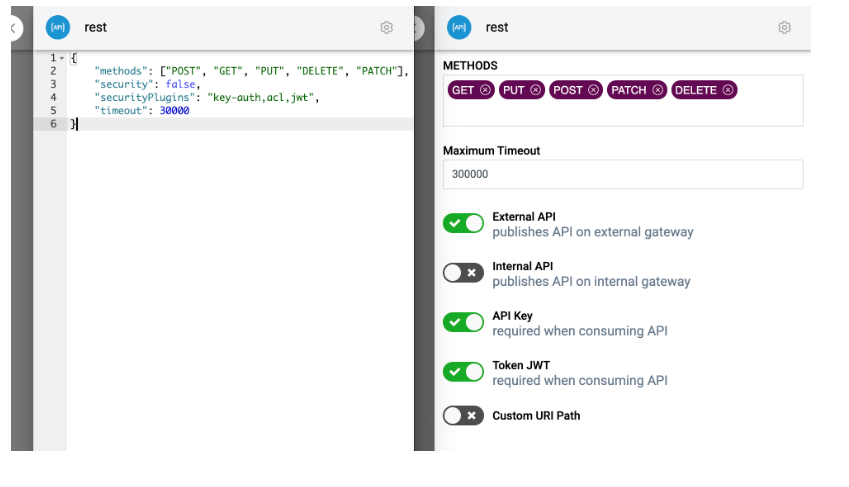 [API] rest
1 {
2 "methods": ["POST", "GET", "PUT", "DELETE", "PATCH"],
3 "security": false,
4 "securityPlugins": "key-auth,acl,jwt",
5 "timeout": 30000
6 }
[API] rest
METHODS
GET PUT POST PATCH DELETE
Maximum Timeout
300000
External API
publishes API on external gateway
Internal API
publishes API on internal gateway
API Key
required when consuming API
Token JWT
required when consuming API
Custom URI Path